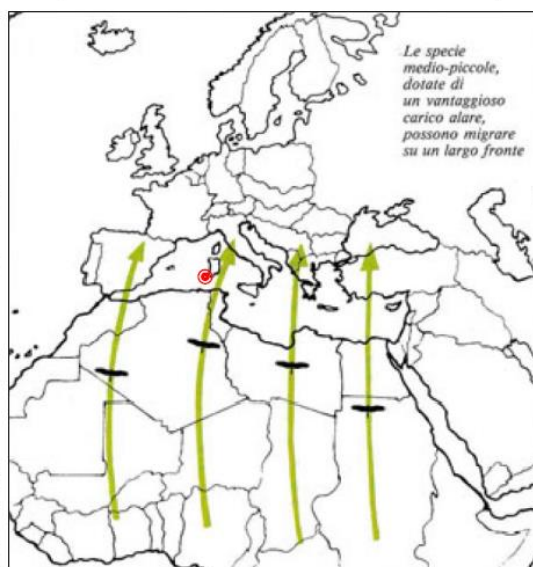 Le specie
medio-piccole,
dotate di
un vantaggioso
carico alare,
possono migrare
su un largo fronte